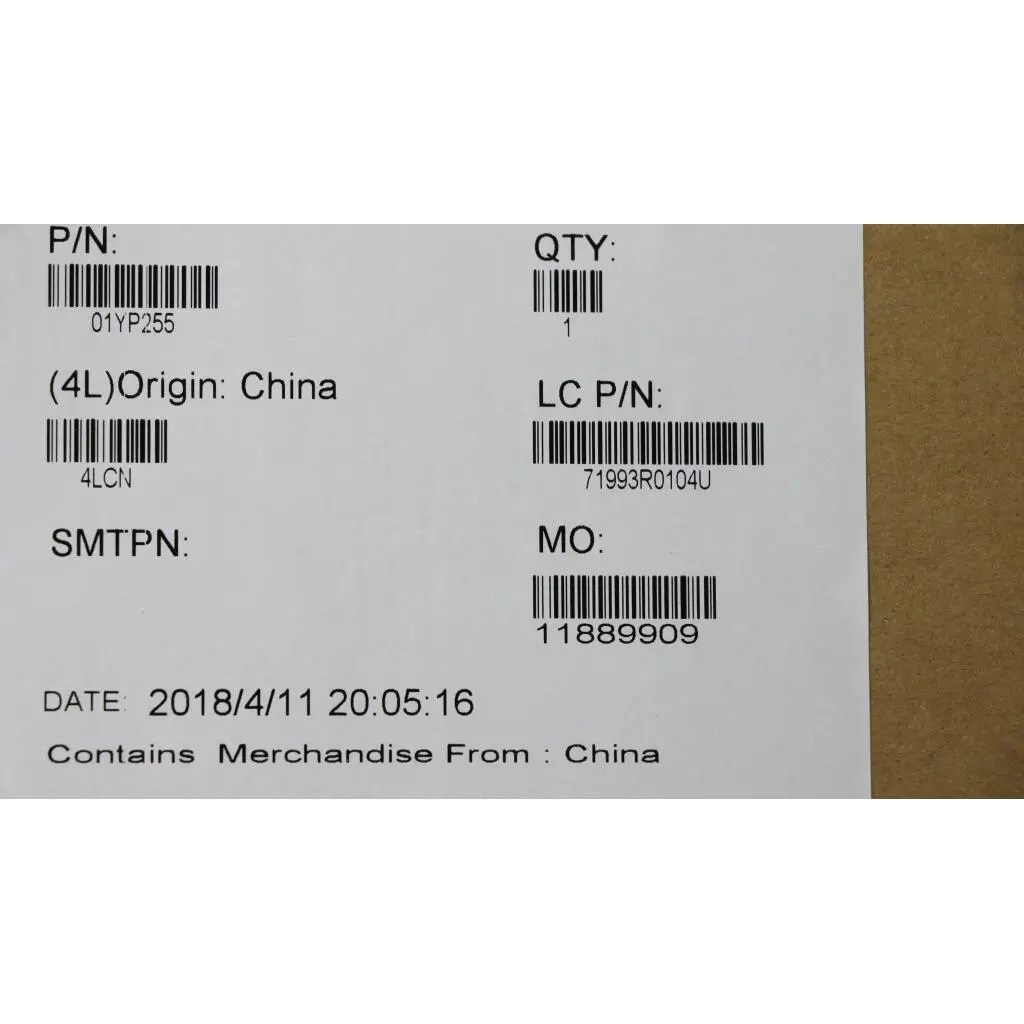 P/N:
01YP255
QTY:
1
(4L)Origin: China
4LCN
LC P/N:
71993R0104U
SMTPN:
MO:
11889909
DATE: 2018/4/11 20:05:16
Contains Merchandise From : China